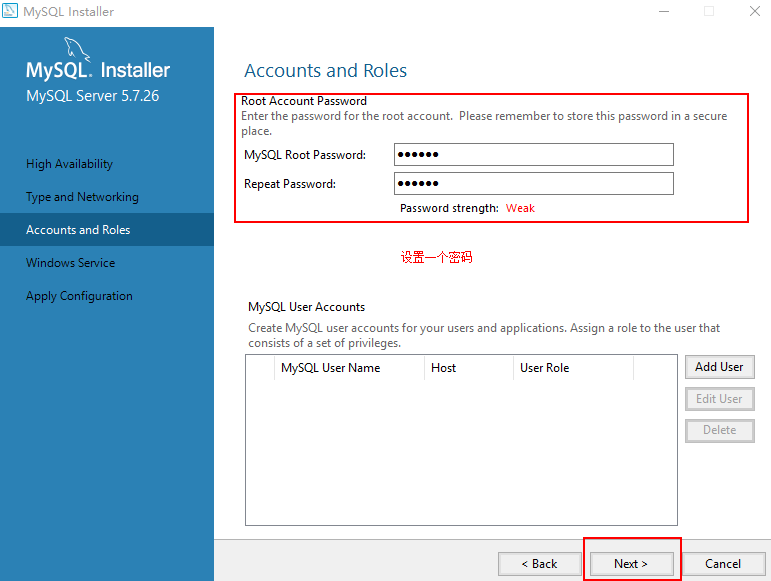 MySQL Installer
MySQL. Installer
MySQL Server 5.7.26
High Availability
Type and Networking
Accounts and Roles
Windows Service
Apply Configuration
Accounts and Roles
Root Account Password
Enter the password for the root account. Please remember to store this password in a secure
place.
MySQL Root Password: ●●●●●●
Repeat Password: ●●●●●●
Password strength: Weak
设置一个密码
MySQL User Accounts
Create MySQL user accounts for your users and applications. Assign a role to the user that
consists of a set of privileges.
MySQL User Name Host User Role
Add User
Edit User
Delete
< Back Next > Cancel